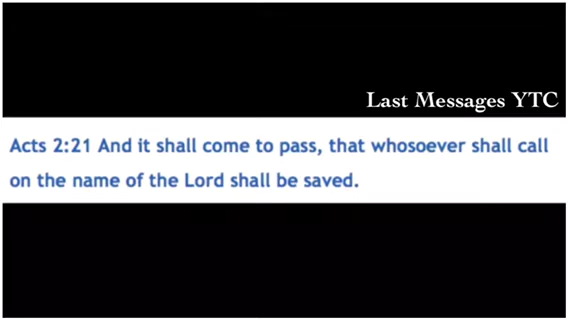 Last Messages YTC
Acts 2:21 And it shall come to pass, that whosoever shall call
on the name of the Lord shall be saved.